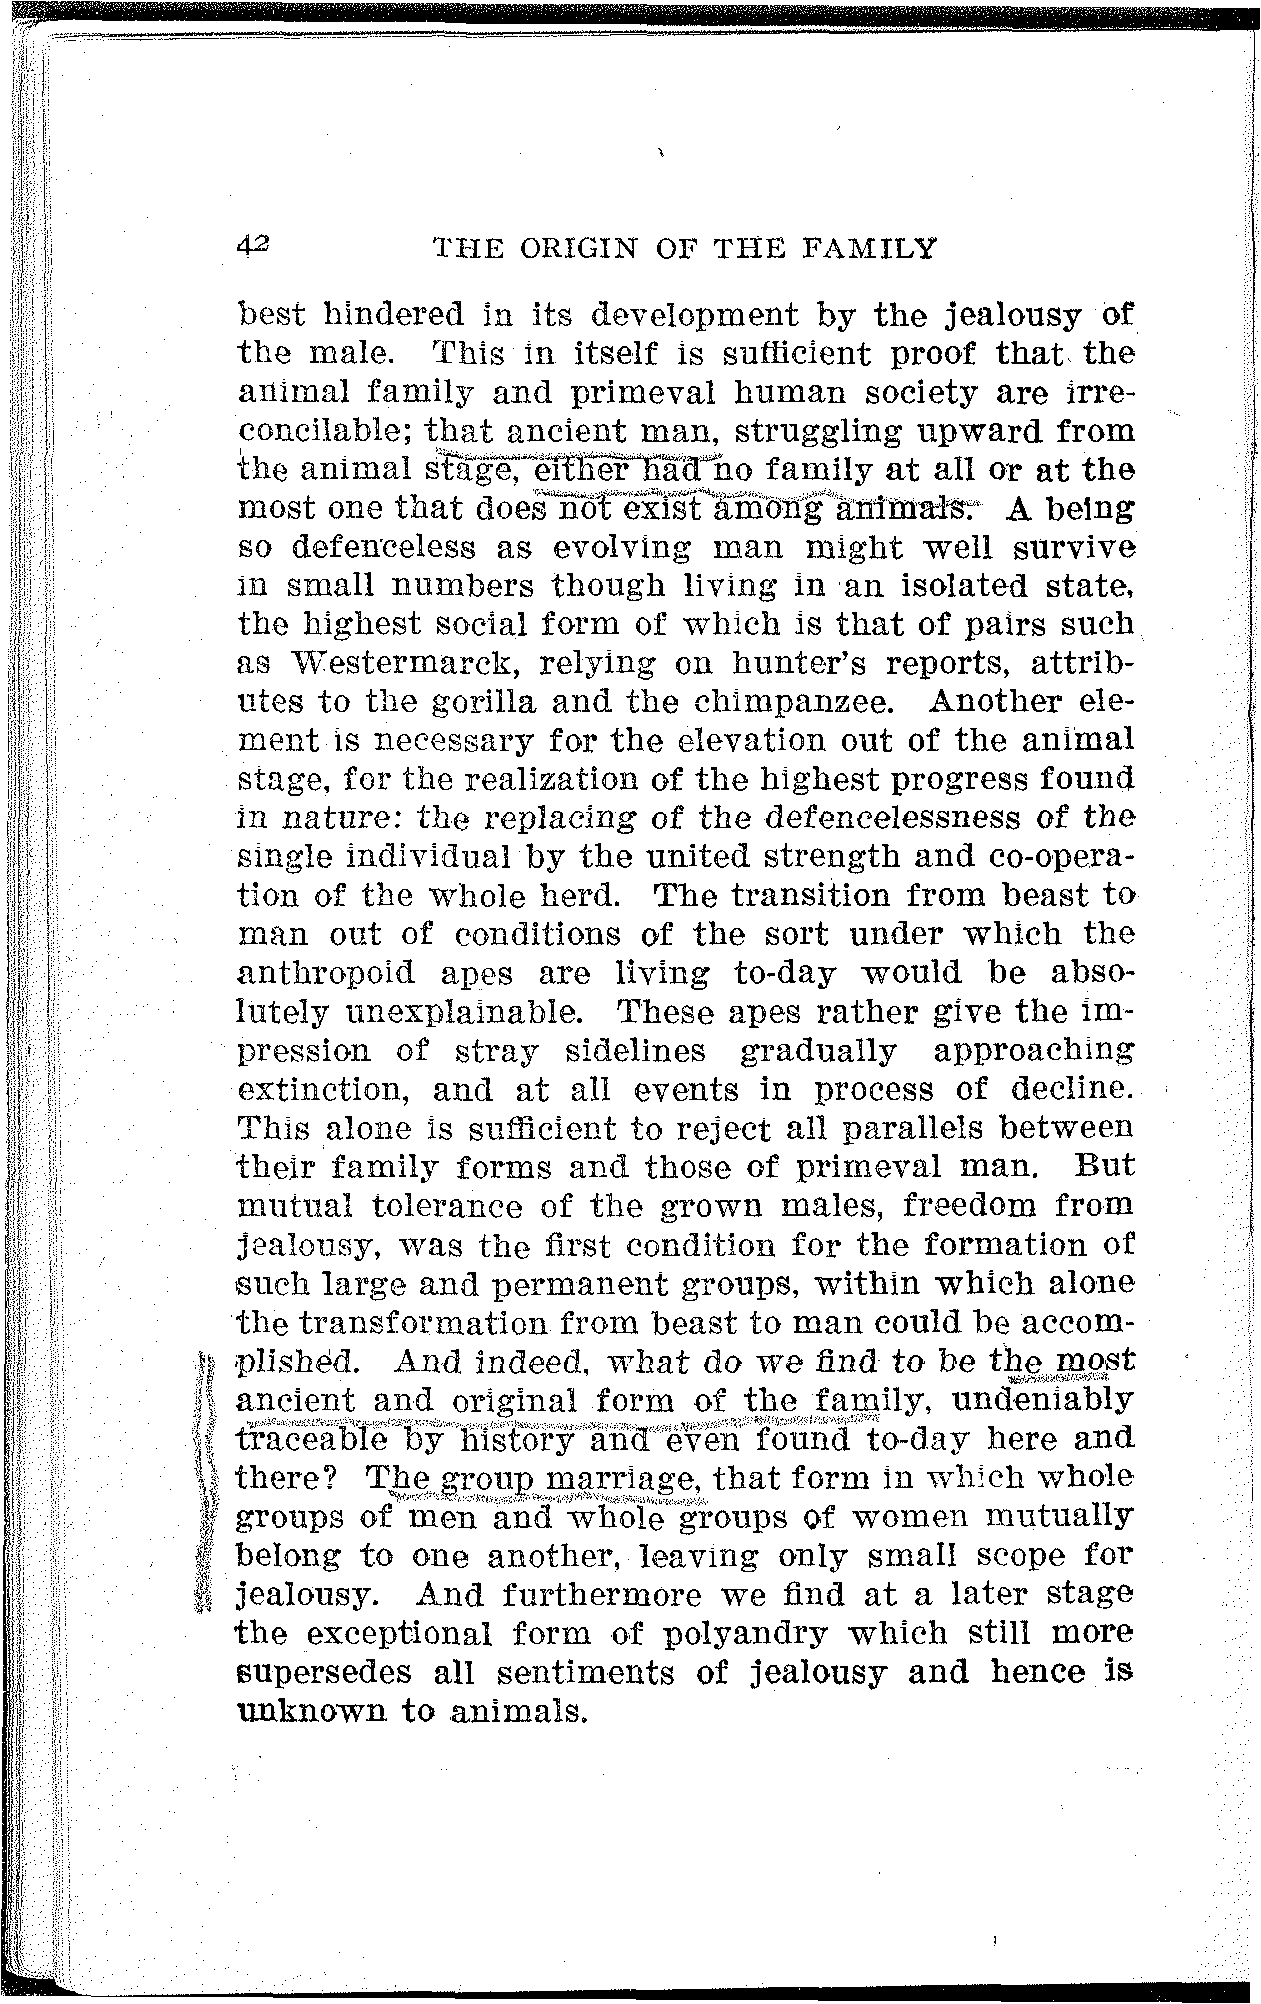 42 THE ORIGIN OF THE FAMILY
best hindered in its development by the jealousy of
the male. This in itself is sufficient proof that the
animal family and primeval human society are irre-
concilable; that ancient man, struggling upward from
the animal stage, either had no family at all or at the
most one that does not exist among animals. A being
so defenceless as evolving man might well survive
in small numbers though living in an isolated state,
the highest social form of which is that of pairs such
as Westermarck, relying on hunter's reports, attrib-
utes to the gorilla and the chimpanzee. Another ele-
ment is necessary for the elevation out of the animal
stage, for the realization of the highest progress found
in nature: the replacing of the defencelessness of the
single individual by the united strength and co-opera-
tion of the whole herd. The transition from beast to
man out of conditions of the sort under which the
anthropoid apes are living to-day would be abso-
lutely unexplainable. These apes rather give the im-
pression of stray sidelines gradually approaching
extinction, and at all events in process of decline.
This alone is sufficient to reject all parallels between
their family forms and those of primeval man. But
mutual tolerance of the grown males, freedom from
jealousy, was the first condition for the formation of
such large and permanent groups, within which alone
the transformation from beast to man could be accom-
plished. And indeed, what do we find to be the most
ancient and original form of the family, undeniably
traceable by history and even found to-day here and
there? The group marriage, that form in which whole
groups of men and whole groups of women mutually
belong to one another, leaving only small scope for
jealousy. And furthermore we find at a later stage
the exceptional form of polyandry which still more
supersedes all sentiments of jealousy and hence is
unknown to animals.